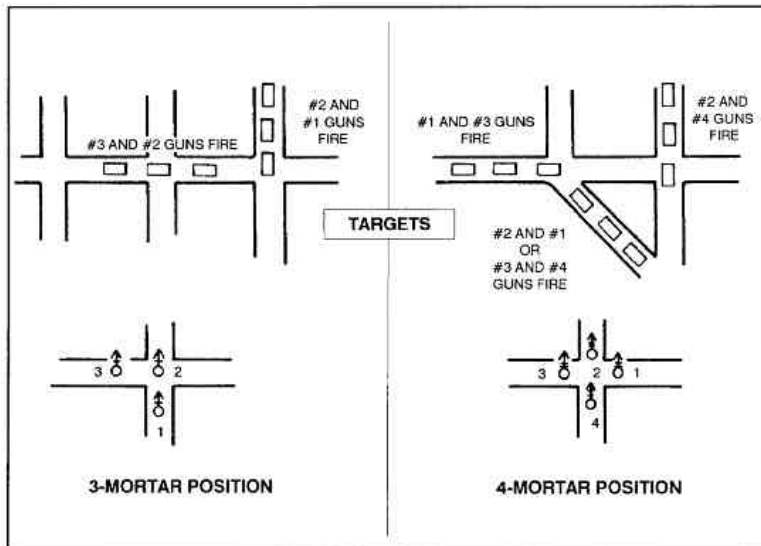 #2 AND
#1 GUNS
FIRE
#3 AND #2 GUNS FIRE
3
2
1
3-MORTAR POSITION
TARGETS
#1 AND #3 GUNS
FIRE
#2 AND
#4 GUNS
FIRE
#2 AND #1
OR
#3 AND #4
GUNS FIRE
3
2
1
4
4-MORTAR POSITION